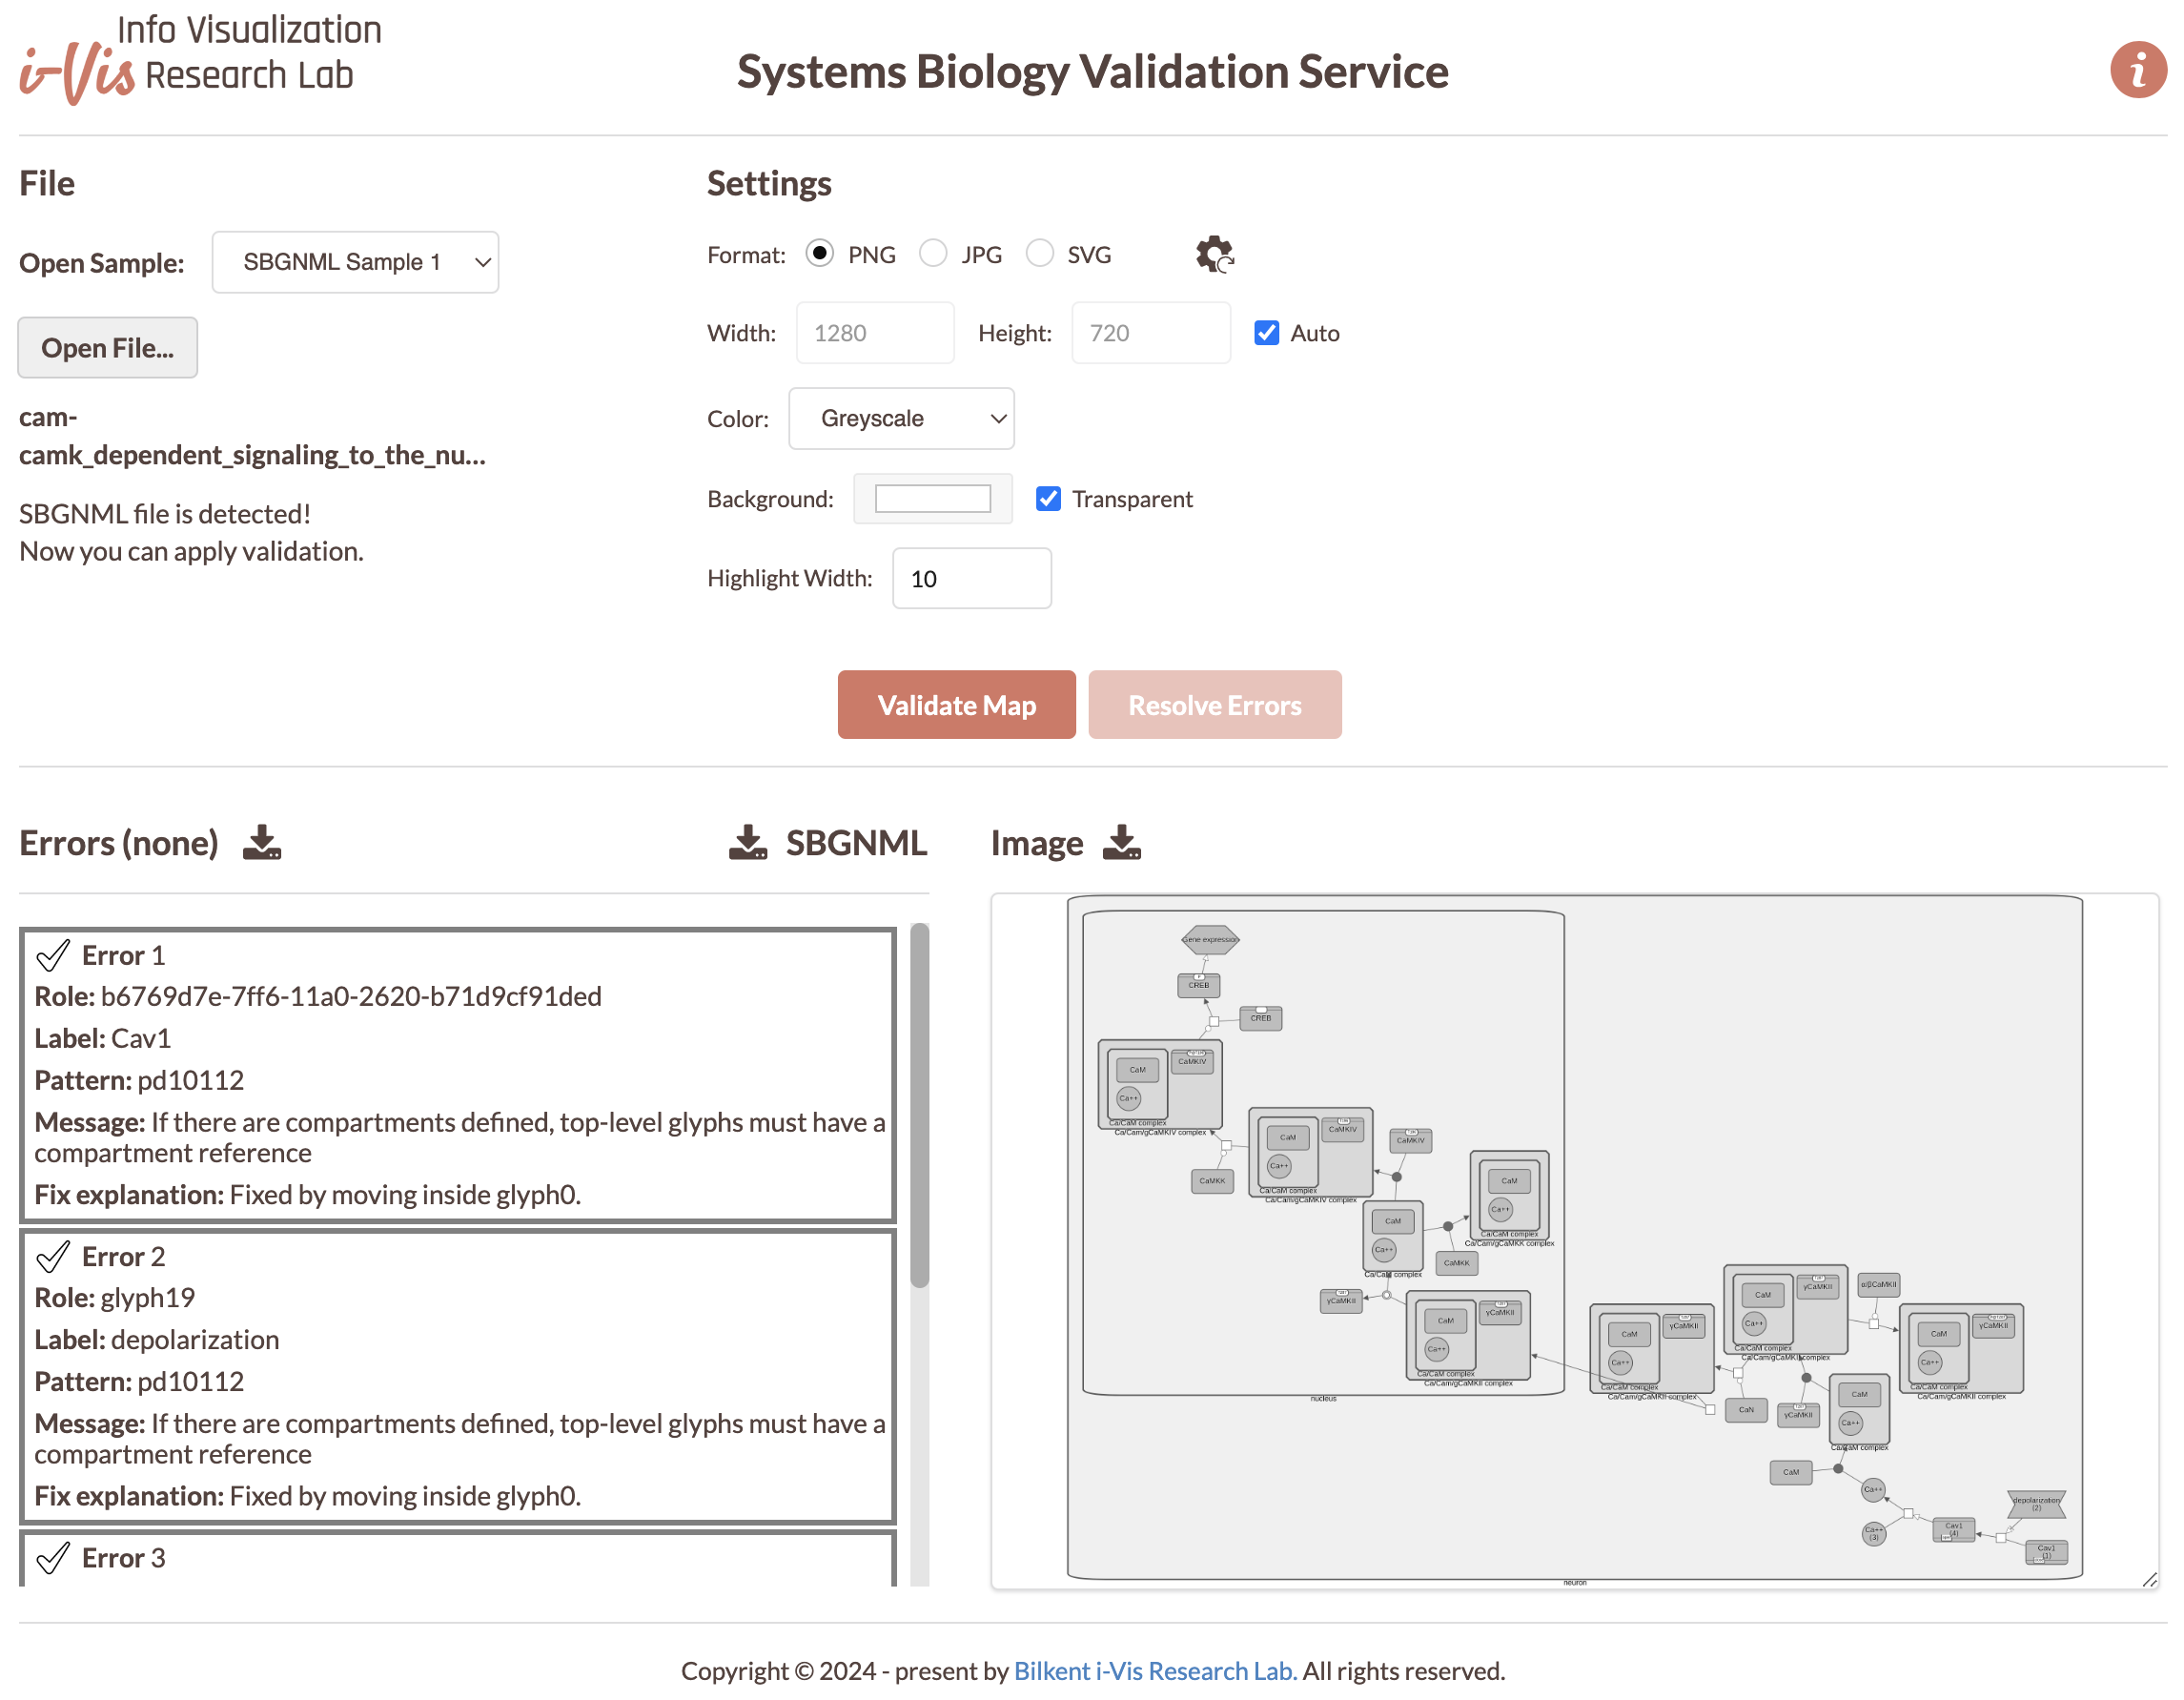 Info Visualization
i-Vis Research Lab
Systems Biology Validation Service
i
File
Open Sample: SBGNML Sample 1
Open File...
cam-
camk_dependent_signaling_to_the_nu...
SBGNML file is detected!
Now you can apply validation.
Settings
Format: PNG JPG SVG
Width: 1280 Height: 720 Auto
Color: Greyscale
Background: Transparent
Highlight Width: 10
Validate Map Resolve Errors
Errors (none) SBGNML
Error 1
Role: b6769d7e-7ff6-11a0-2620-b71d9cf91ded
Label: Cav1
Pattern: pd10112
Message: If there are compartments defined, top-level glyphs must have a
compartment reference
Fix explanation: Fixed by moving inside glyph0.
Error 2
Role: glyph19
Label: depolarization
Pattern: pd10112
Message: If there are compartments defined, top-level glyphs must have a
compartment reference
Fix explanation: Fixed by moving inside glyph0.
Error 3
Image
Gene expression
CREB
CREB
CaM
CaMKIV
Ca++
Ca/CaM complex
Ca/Cam/gCaMKIV complex
CaM
CaMKIV
Ca++
Ca/CaM complex
Ca/Cam/gCaMKIV complex
CaMKIV
CaMKK
CaM
Ca++
Ca/CaM complex
Ca/Cam/gCaMKK complex
CaM
Ca++
Ca/CaM complex
CaMKK
γCaMKII
CaM
γCaMKII
Ca++
Ca/CaM complex
Ca/Cam/gCaMKII complex
nucleus
CaM
γCaMKII
Ca++
Ca/CaM complex
Ca/Cam/gCaMKII complex
CaM
γCaMKII
Ca++
Ca/CaM complex
Ca/Cam/gCaMKII complex
α/βCaMKII
CaM
γCaMKII
Ca++
Ca/CaM complex
Ca/Cam/gCaMKII complex
CaN
γCaMKII
CaM
Ca++
Ca/CaM complex
CaM
Ca++
Ca++
(3)
Cav1
(4)
depolarization
(2)
Cav1
(1)
neuron
Copyright © 2024 - present by Bilkent i-Vis Research Lab. All rights reserved.